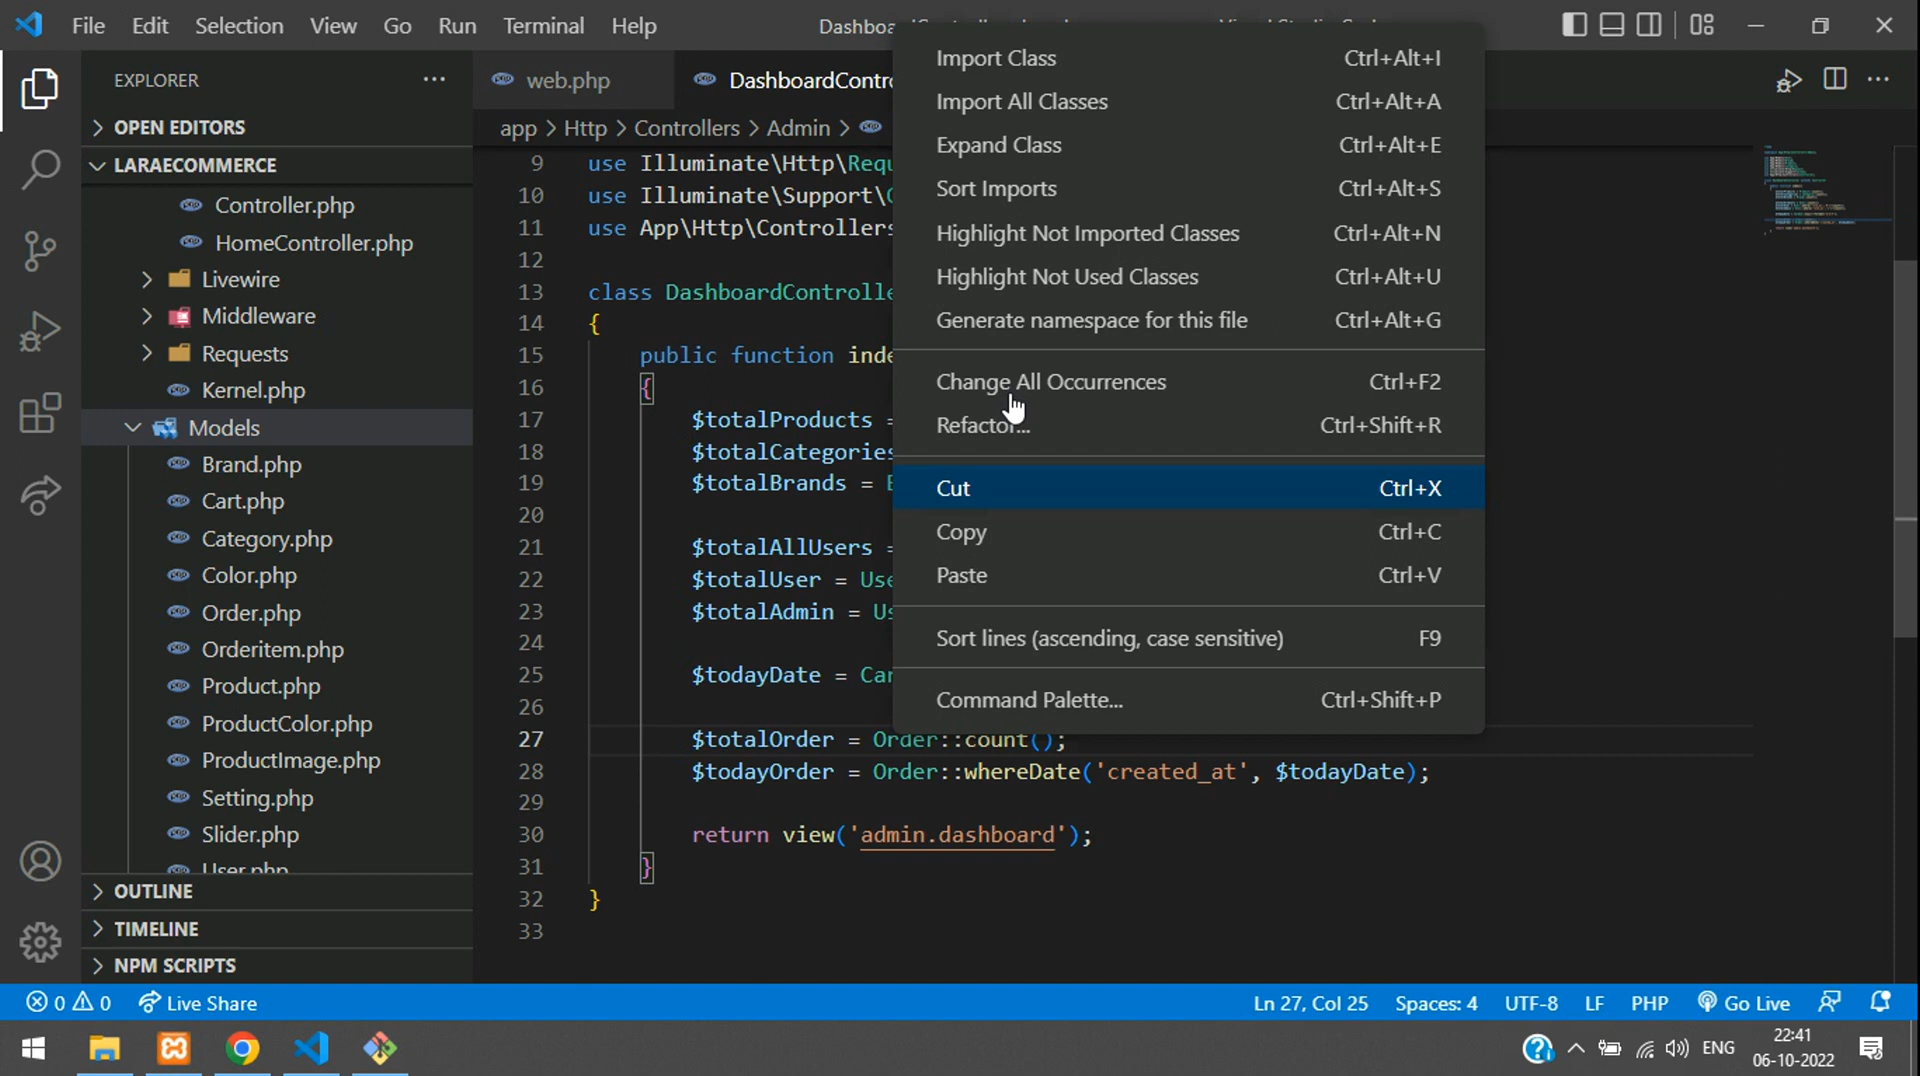 File Edit Selection View Go Run Terminal Help
EXPLORER
OPEN EDITORS
LARAECOMMERCE
Controller.php
HomeController.php
Livewire
Middleware
Requests
Kernel.php
Models
Brand.php
Cart.php
Category.php
Color.php
Order.php
Orderitem.php
Product.php
ProductColor.php
ProductImage.php
Setting.php
Slider.php
User.php
OUTLINE
TIMELINE
NPM SCRIPTS
web.php DashboardContro
app > Http > Controllers > Admin >
9 use Illuminate\Http\Requ
10 use Illuminate\Support\
11 use App\Http\Controllers
12
13 class DashboardControlle
14 {
15 public function inde
16 {
17 $totalProducts =
18 $totalCategories
19 $totalBrands =
20
21 $totalAllUsers =
22 $totalUser = Use
23 $totalAdmin = Us
24
25 $todayDate = Car
26
27 $totalOrder = Order::count();
28 $todayOrder = Order::whereDate('created_at', $todayDate);
29
30 return view('admin.dashboard');
31 }
32 }
33
Import Class Ctrl+Alt+I
Import All Classes Ctrl+Alt+A
Expand Class Ctrl+Alt+E
Sort Imports Ctrl+Alt+S
Highlight Not Imported Classes Ctrl+Alt+N
Highlight Not Used Classes Ctrl+Alt+U
Generate namespace for this file Ctrl+Alt+G
Change All Occurrences Ctrl+F2
Refactor... Ctrl+Shift+R
Cut Ctrl+X
Copy Ctrl+C
Paste Ctrl+V
Sort lines (ascending, case sensitive) F9
Command Palette... Ctrl+Shift+P
0 0 Live Share Ln 27, Col 25 Spaces: 4 UTF-8 LF PHP Go Live
ENG 22:41
06-10-2022